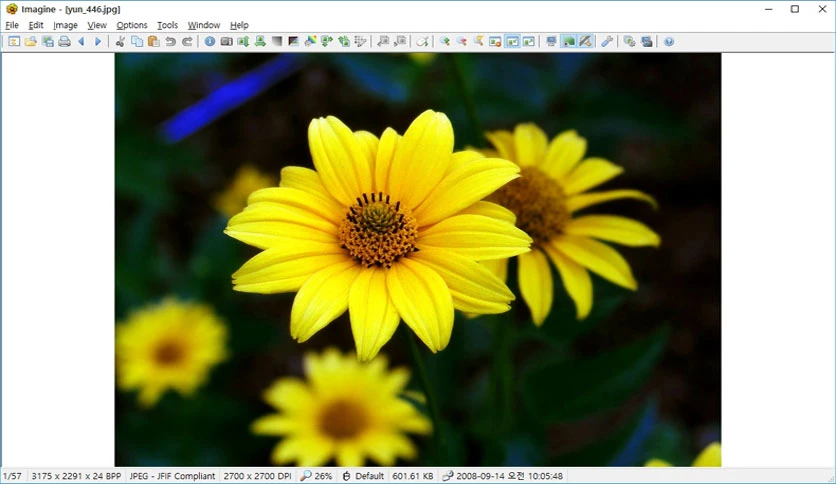 Imagine - [yun_446.jpg]
File Edit Image View Options Tools Window Help
1/57 3175 x 2291 x 24 BPP JPEG - JFIF Compliant 2700 x 2700 DPI 26% Default 601.61 KB 2008-09-14 오전 10:05:48